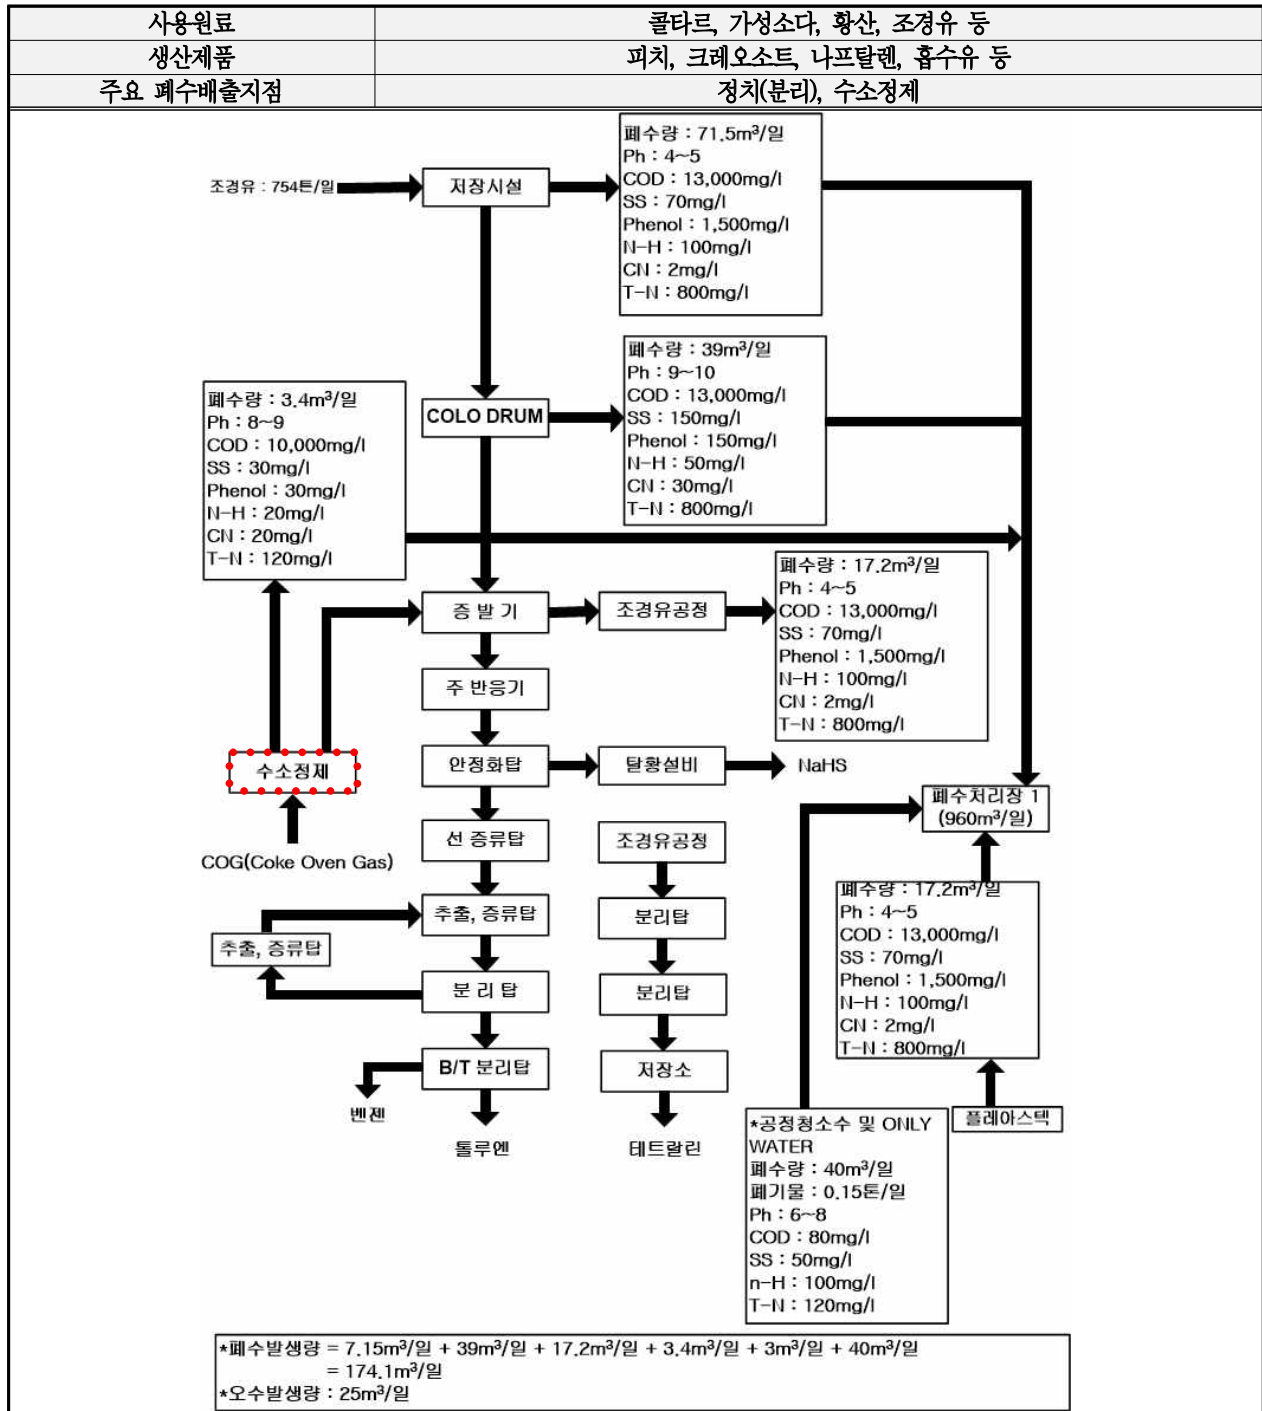 사용원료
콜타르, 가성소다, 황산, 조경유 등
생산제품
피치, 크레오소트, 나프탈렌, 흡수유 등
주요 폐수배출지점
정치(분리), 수소정제
조경유 : 754톤/일
저장시설
폐수량 : 71.5m³/일
Ph : 4~5
COD : 13,000mg/l
SS : 70mg/l
Phenol : 1,500mg/l
N-H : 100mg/l
CN : 2mg/l
T-N : 800mg/l
COLO DRUM
폐수량 : 39m³/일
Ph : 9~10
COD : 13,000mg/l
SS : 150mg/l
Phenol : 150mg/l
N-H : 50mg/l
CN : 30mg/l
T-N : 800mg/l
폐수량 : 3.4m³/일
Ph : 8~9
COD : 10,000mg/l
SS : 30mg/l
Phenol : 30mg/l
N-H : 20mg/l
CN : 20mg/l
T-N : 120mg/l
증 발 기
조경유공정
폐수량 : 17.2m³/일
Ph : 4~5
COD : 13,000mg/l
SS : 70mg/l
Phenol : 1,500mg/l
N-H : 100mg/l
CN : 2mg/l
T-N : 800mg/l
주 반응기
수소정제
COG(Coke Oven Gas)
안정화탑
탈황설비
NaHS
폐수처리장 1
(960m³/일)
선 증류탑
조경유공정
추출, 증류탑
추출, 증류탑
분리탑
분 리 탑
분리탑
B/T 분리탑
저장소
벤젠
톨루엔
테트랄린
폐수량 : 17.2m³/일
Ph : 4~5
COD : 13,000mg/l
SS : 70mg/l
Phenol : 1,500mg/l
N-H : 100mg/l
CN : 2mg/l
T-N : 800mg/l
플레아스텍
*공정청소수 및 ONLY
WATER
폐수량 : 40m³/일
폐기물 : 0.15톤/일
Ph : 6~8
COD : 80mg/l
SS : 50mg/l
n-H : 100mg/l
T-N : 120mg/l
*폐수발생량 = 7.15m³/일 + 39m³/일 + 17.2m³/일 + 3.4m³/일 + 3m³/일 + 40m³/일
= 174.1m³/일
*오수발생량 : 25m³/일